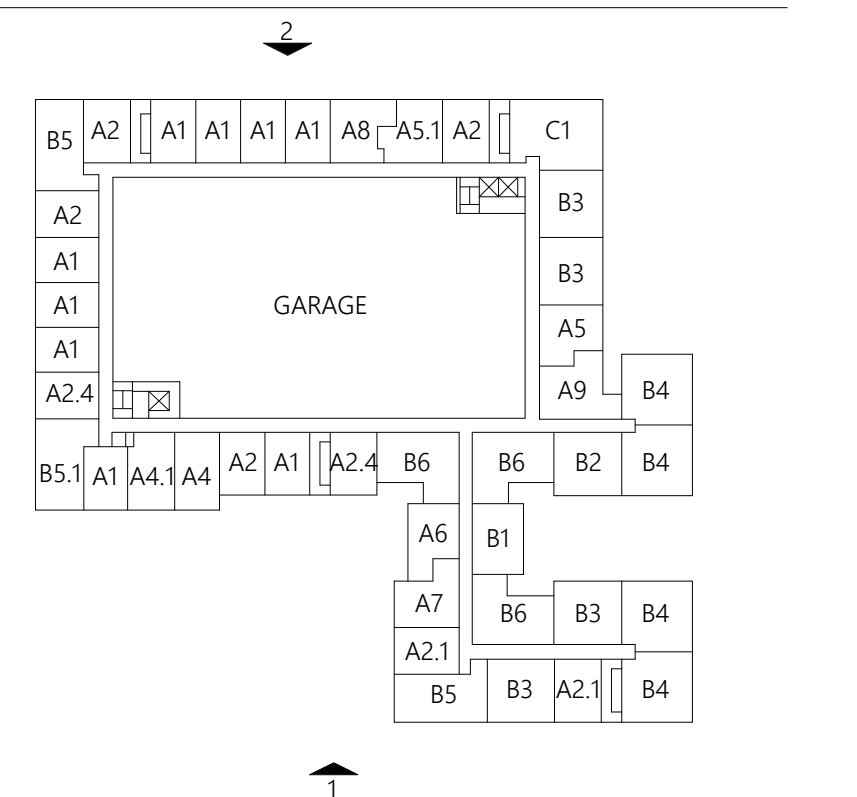 2
B5 A2 A1 A1 A1 A1 A8 A5.1 A2 C1
A2 B3
A1 B3
A1 GARAGE A5
A1
A2.4 A9 B4
B5.1 A1 A4.1 A4 A2 A1 A2.4 B6 B6 B2 B4
A6 B1
A7 B6 B3 B4
A2.1
B5 B3 A2.1 B4
1